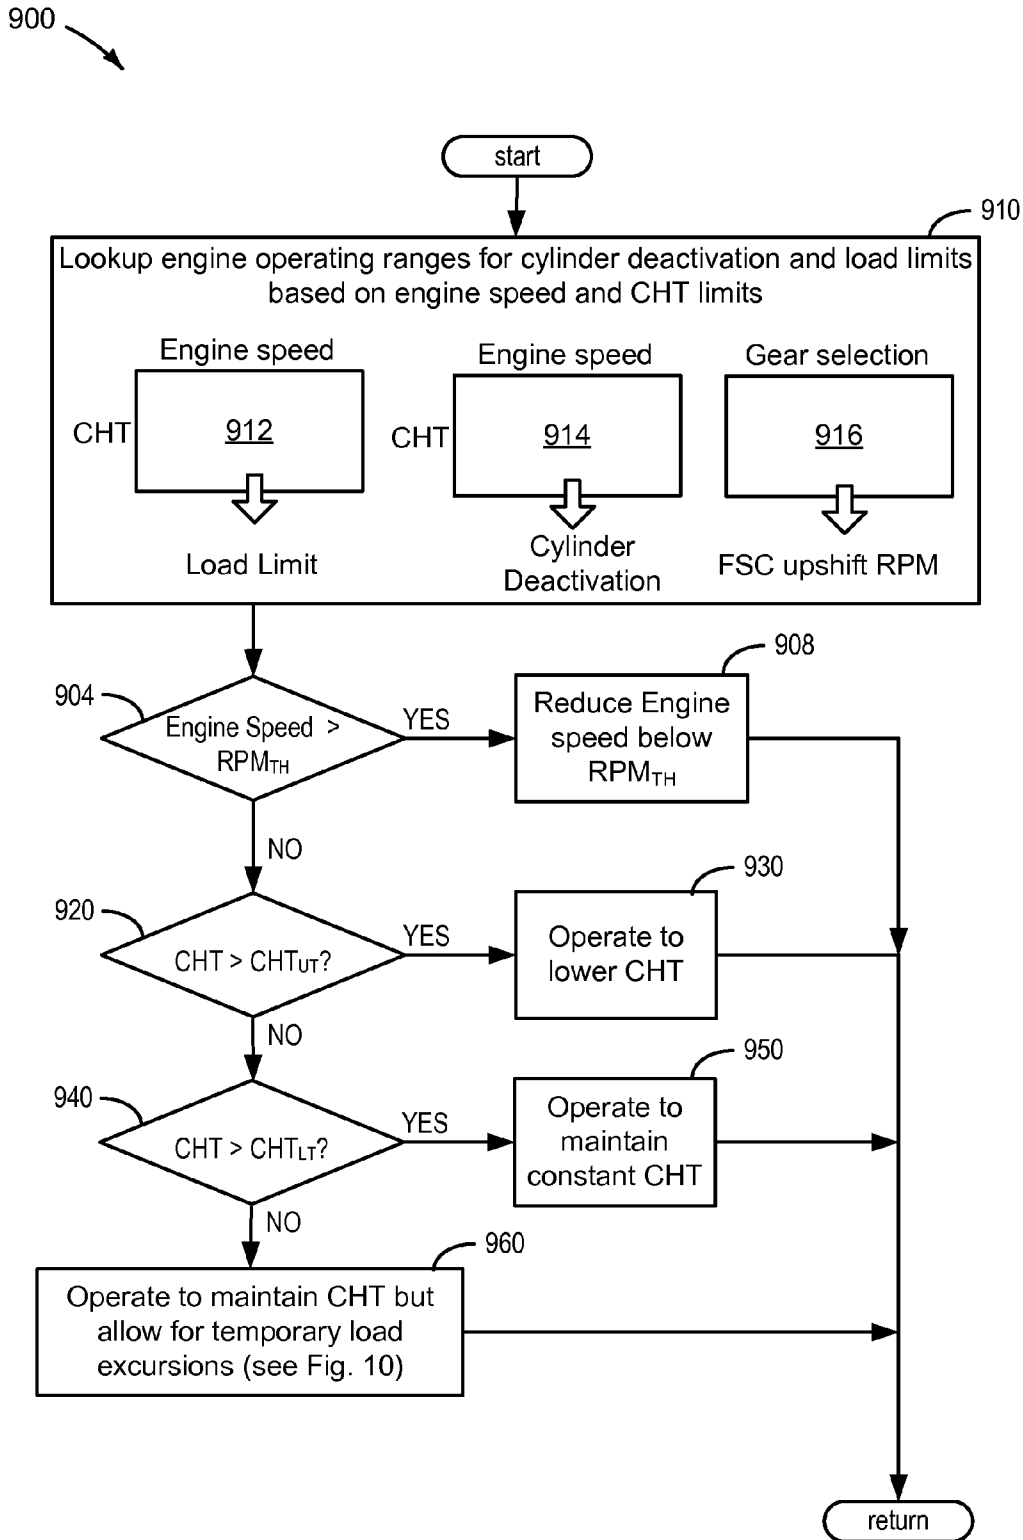 900
start
910
Lookup engine operating ranges for cylinder deactivation and load limits
based on engine speed and CHT limits
Engine speed
CHT
912
Load Limit
Engine speed
CHT
914
Cylinder
Deactivation
Gear selection
916
FSC upshift RPM
904
Engine Speed >
RPMTH
YES
908
Reduce Engine
speed below
RPMTH
NO
920
CHT > CHTUT?
YES
930
Operate to
lower CHT
NO
940
CHT > CHTLT?
YES
950
Operate to
maintain
constant CHT
NO
960
Operate to maintain CHT but
allow for temporary load
excursions (see Fig. 10)
return